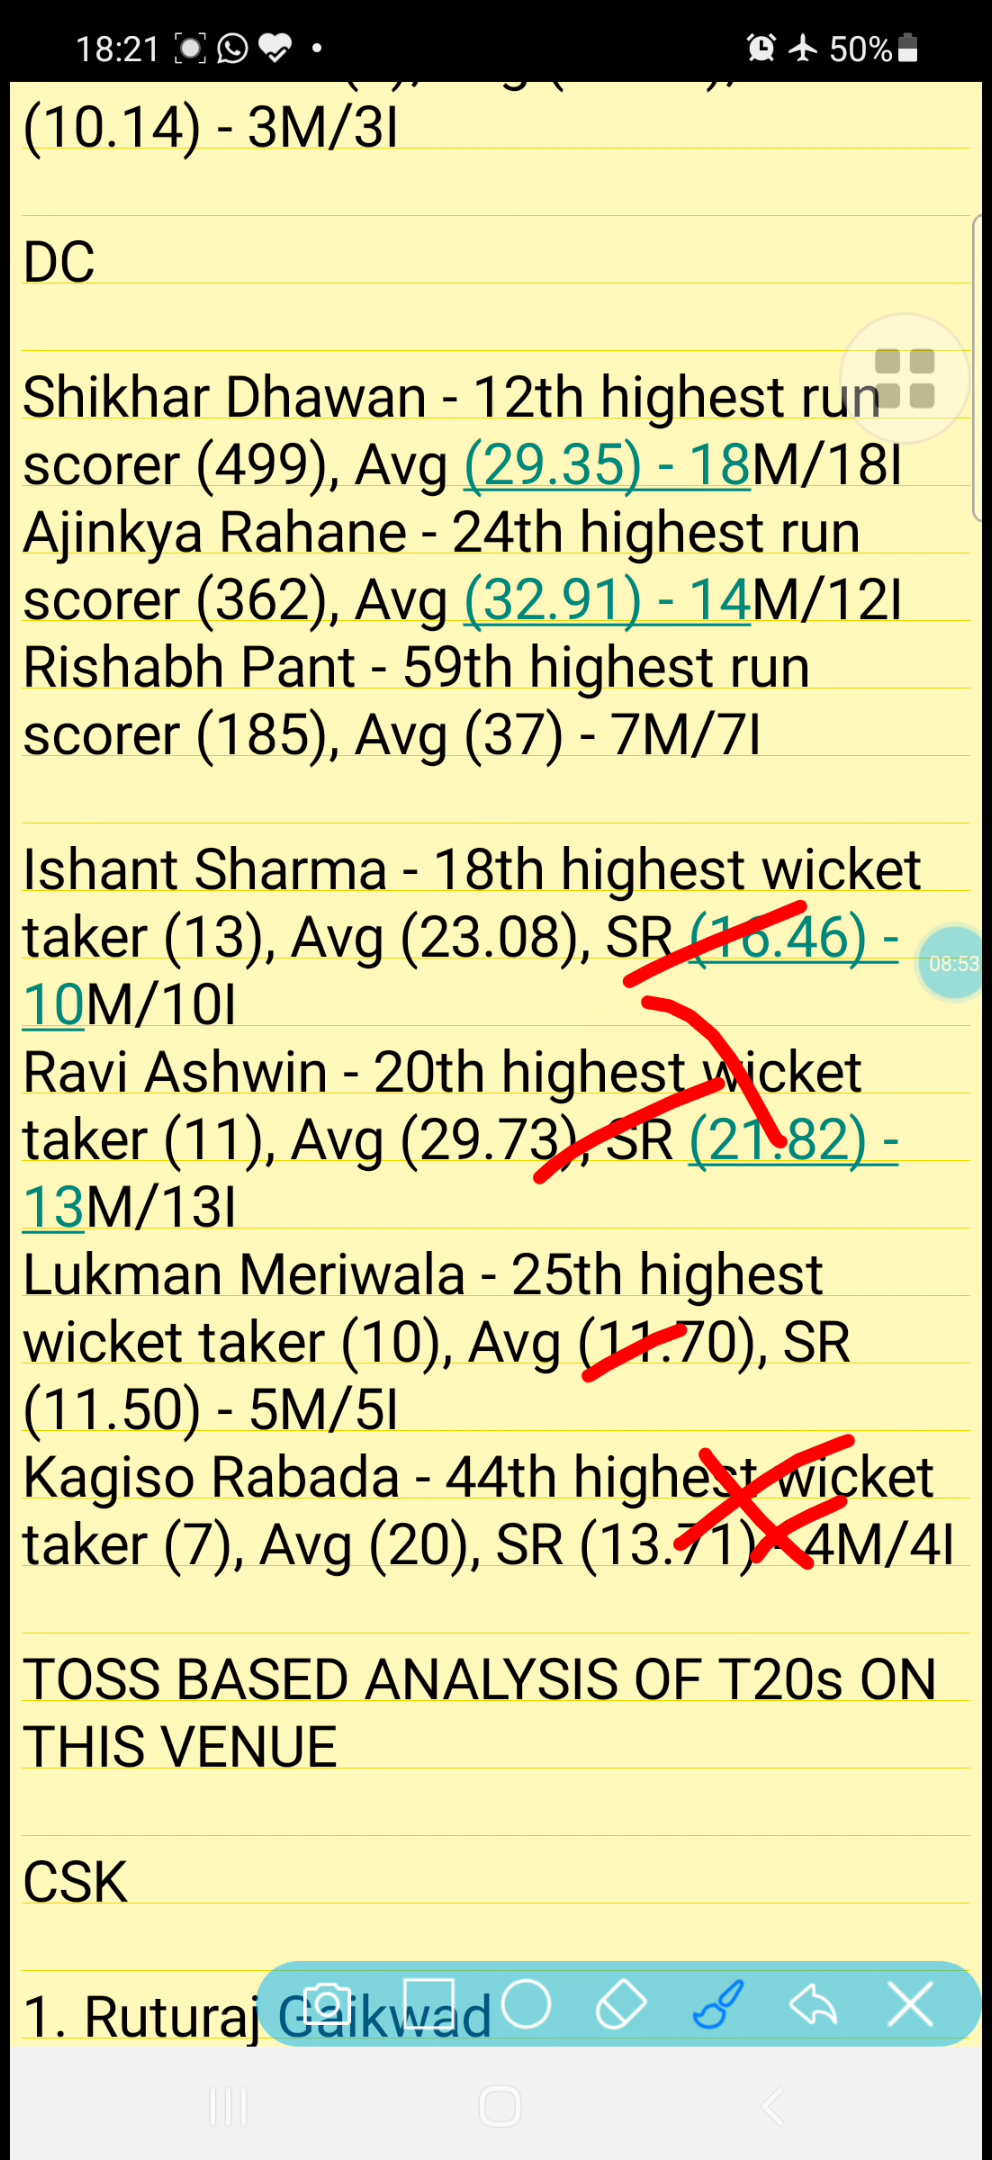 18:21
50%
(10.14) - 3M/3I
DC
Shikhar Dhawan - 12th highest run
scorer (499), Avg (29.35) - 18M/18I
Ajinkya Rahane - 24th highest run
scorer (362), Avg (32.91) - 14M/12I
Rishabh Pant - 59th highest run
scorer (185), Avg (37) - 7M/7I
Ishant Sharma - 18th highest wicket
taker (13), Avg (23.08), SR (16.46) -
08:53
10M/10I
Ravi Ashwin - 20th highest wicket
taker (11), Avg (29.73), SR (21.82) -
13M/13I
Lukman Meriwala - 25th highest
wicket taker (10), Avg (11.70), SR
(11.50) - 5M/5I
Kagiso Rabada - 44th highest wicket
taker (7), Avg (20), SR (13.71) - 4M/4I
TOSS BASED ANALYSIS OF T20s ON
THIS VENUE
CSK
1. Ruturaj Gaikwad